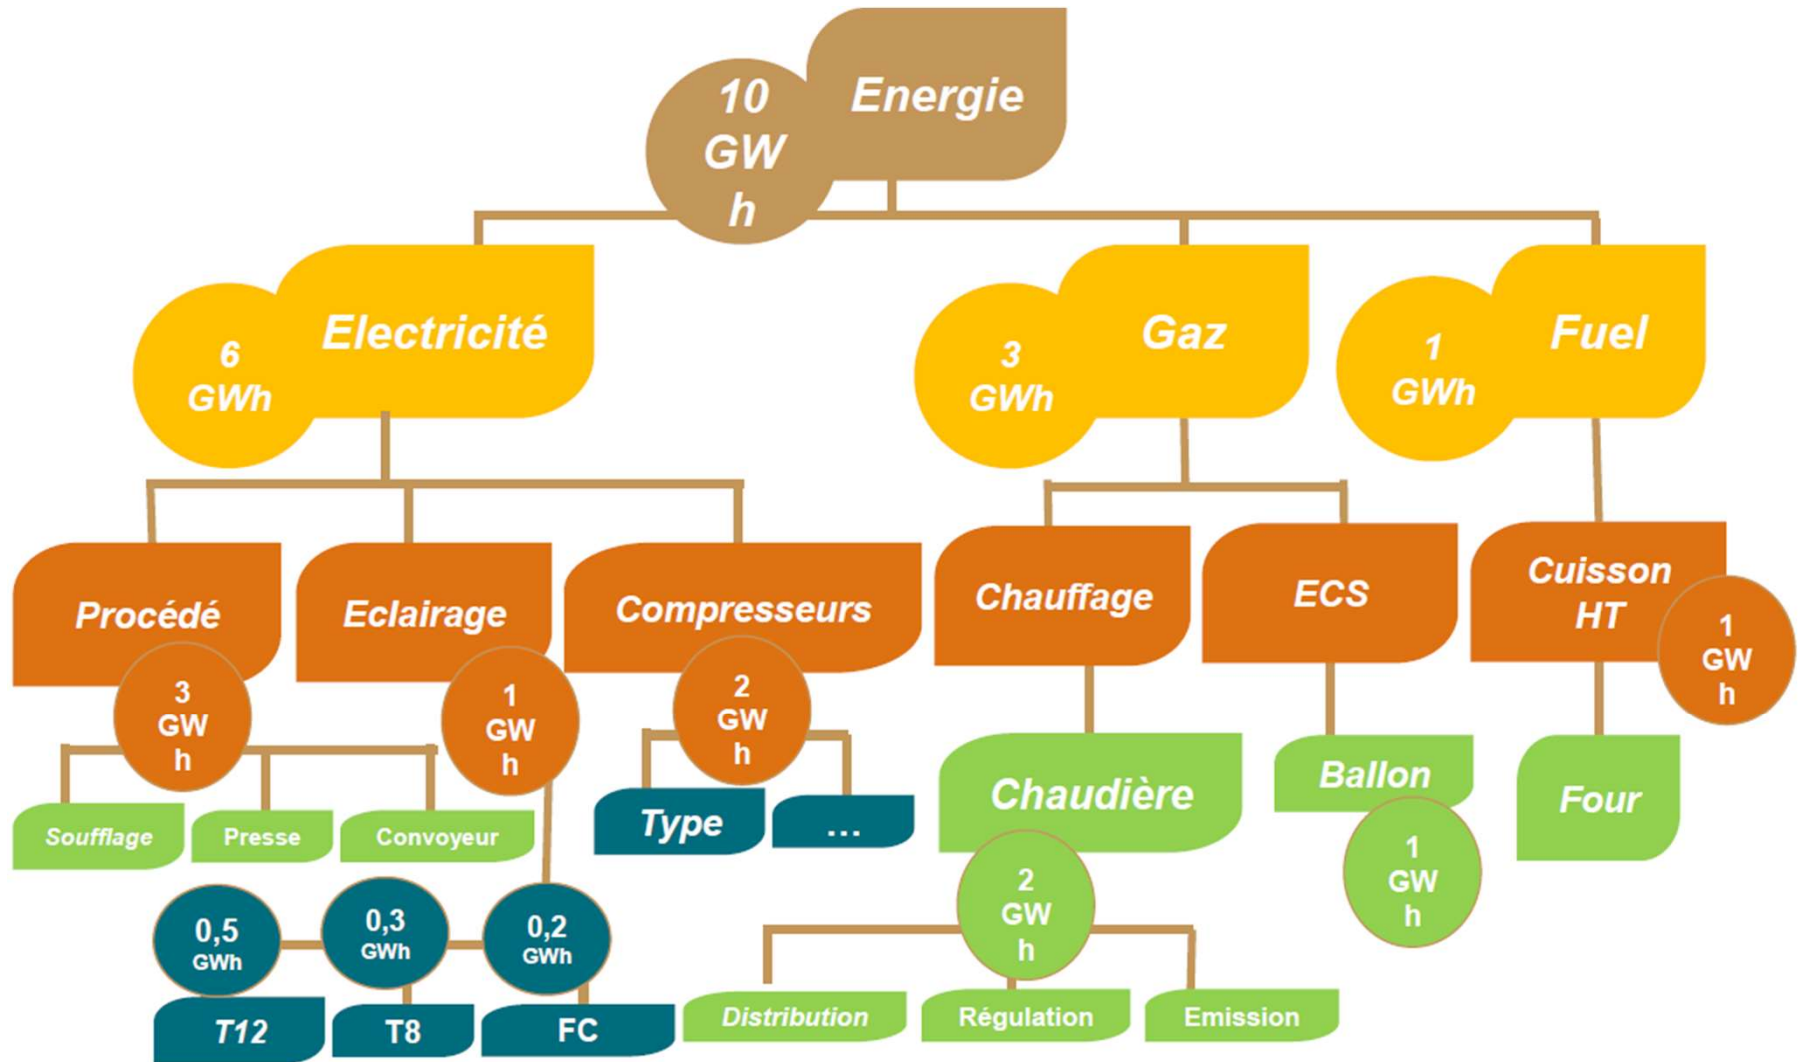 Energie
10
GW
h
Electricité
6
GWh
Gaz
3
GWh
Fuel
1
GWh
Procédé
3
GW
h
Eclairage
1
GW
h
Compresseurs
2
GW
h
Chauffage
ECS
Cuisson
HT
1
GW
h
Soufflage
Presse
Convoyeur
Type
...
Chaudière
2
GW
h
Ballon
1
GW
h
Four
0,5
GWh
0,3
GWh
0,2
GWh
T12
T8
FC
Distribution
Régulation
Emission